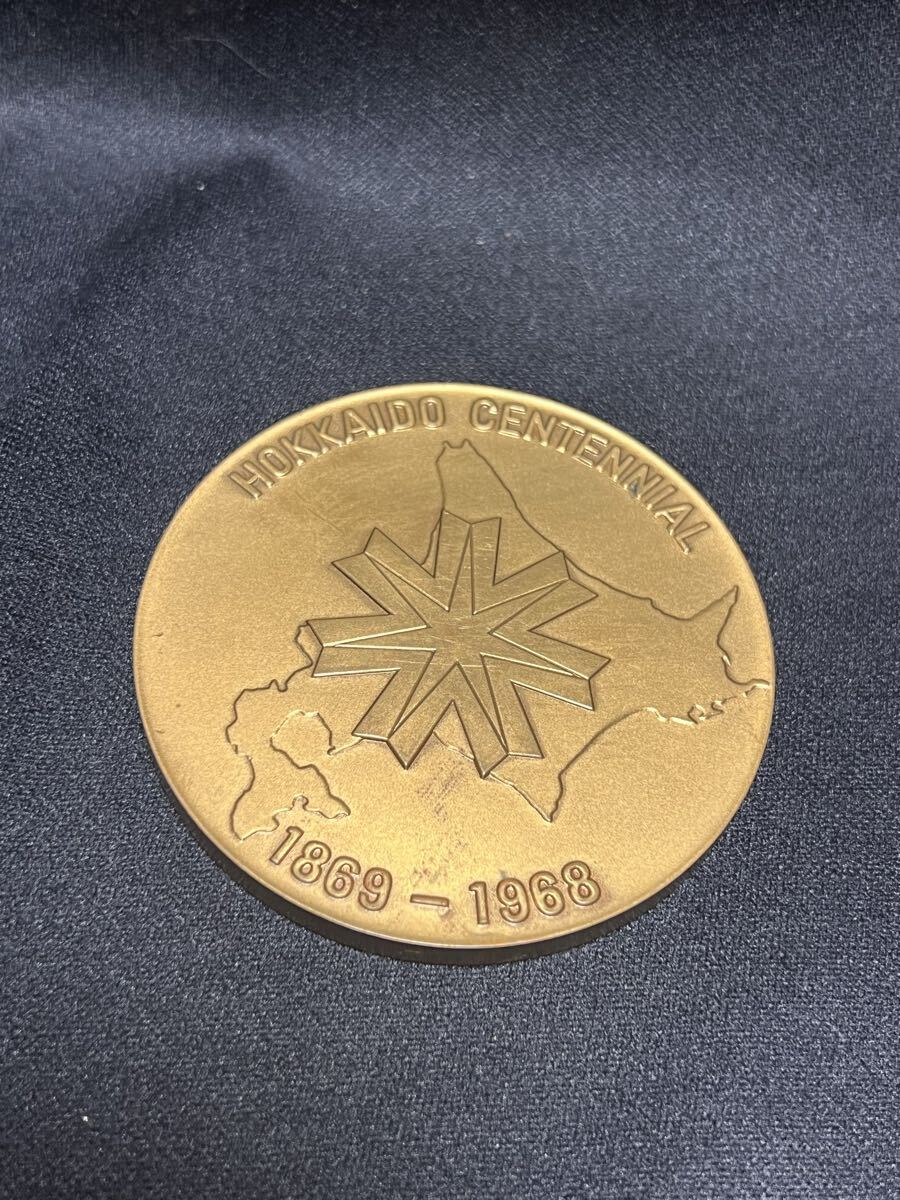 HOKKAIDO CENTENNIAL
1869 – 1968